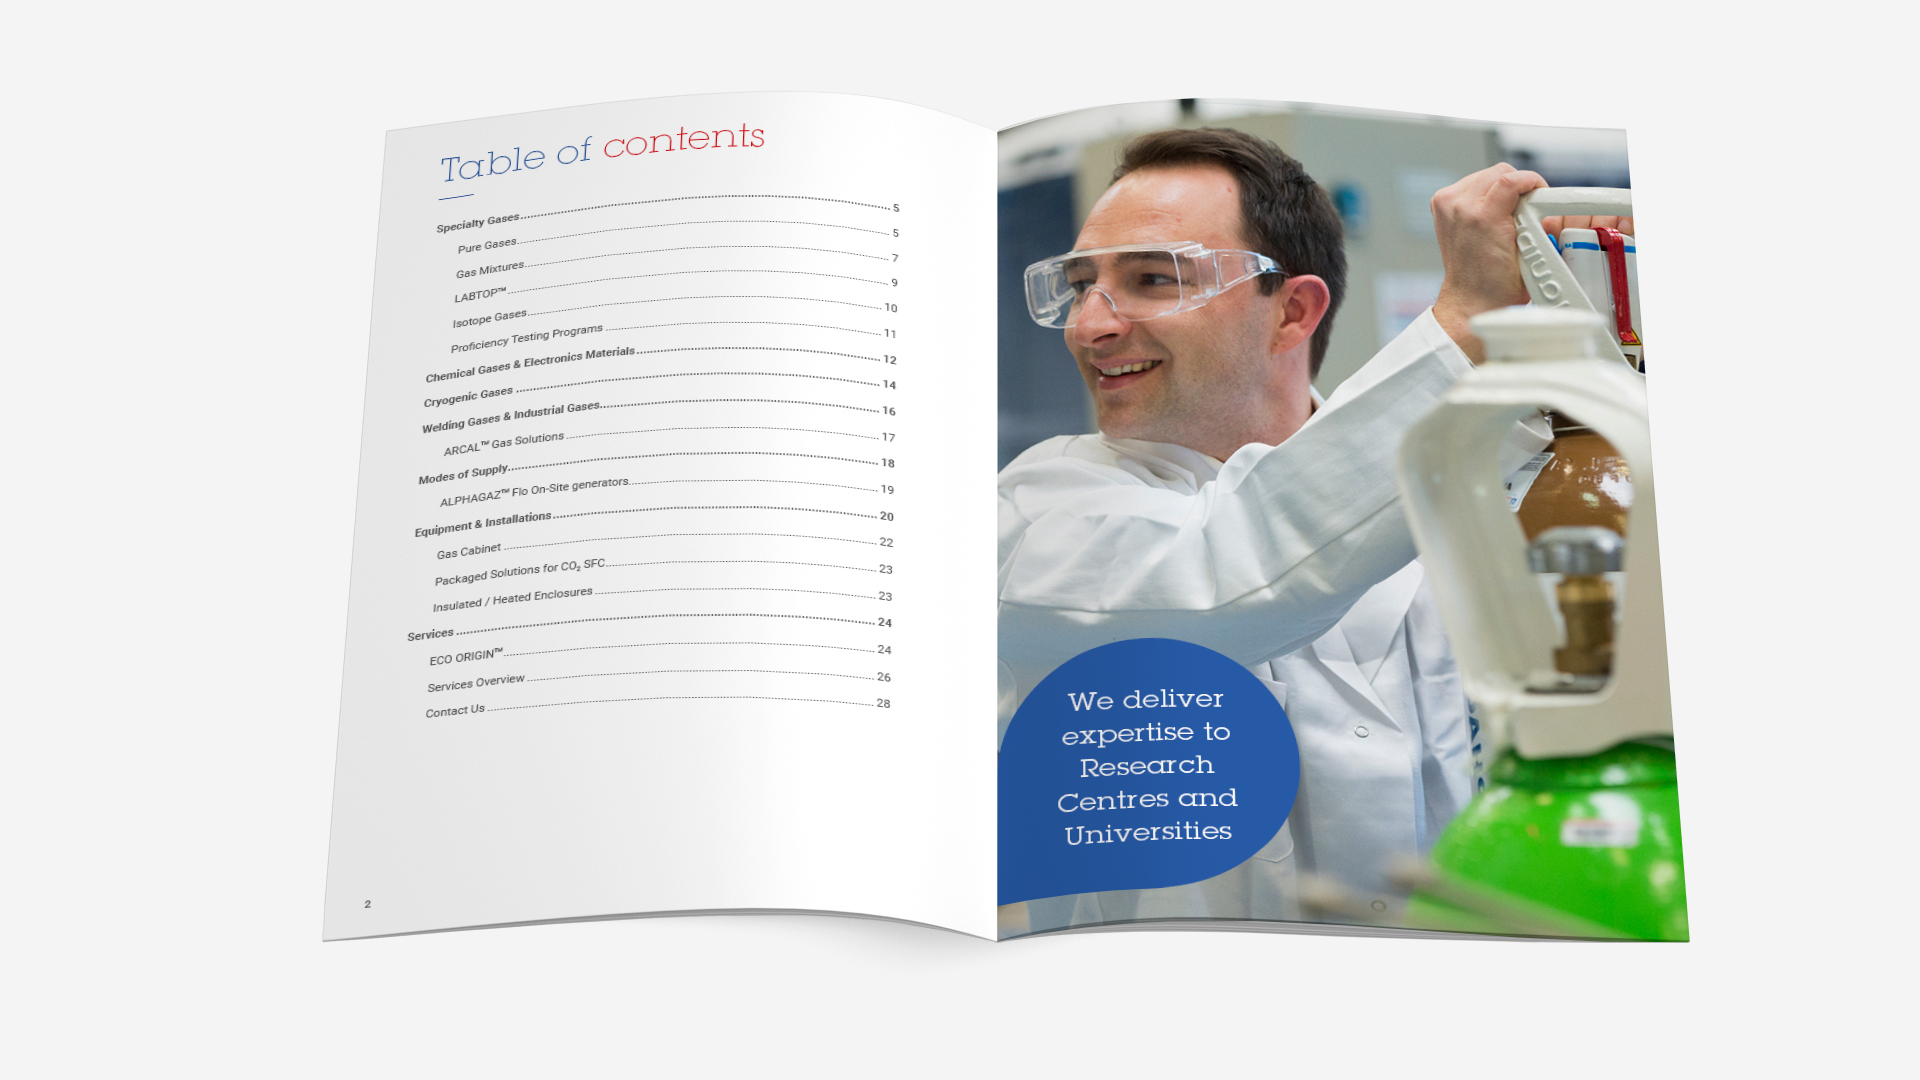 Table of contents
Specialty Gases 5
Pure Gases 5
Gas Mixtures 7
LABTOP™ 9
Isotope Gases 10
Proficiency Testing Programs 11
Chemical Gases & Electronics Materials 12
Cryogenic Gases 14
Welding Gases & Industrial Gases 16
ARCAL™ Gas Solutions 17
Modes of Supply 18
ALPHAGAZ™ Flo On-Site generators 19
Equipment & Installations 20
Gas Cabinet 22
Packaged Solutions for CO₂ SFC 23
Insulated / Heated Enclosures 23
Services 24
ECO ORIGIN™ 24
Services Overview 26
Contact Us 28
2
We deliver
expertise to
Research
Centres and
Universities